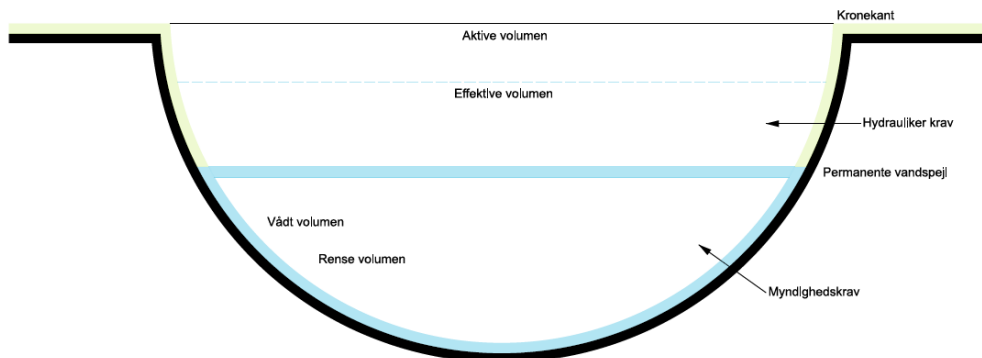 Kronekant
Aktive volumen
Effektive volumen
Hydrauliker krav
Permanente vandspejl
Vådt volumen
Rense volumen
Myndighedskrav